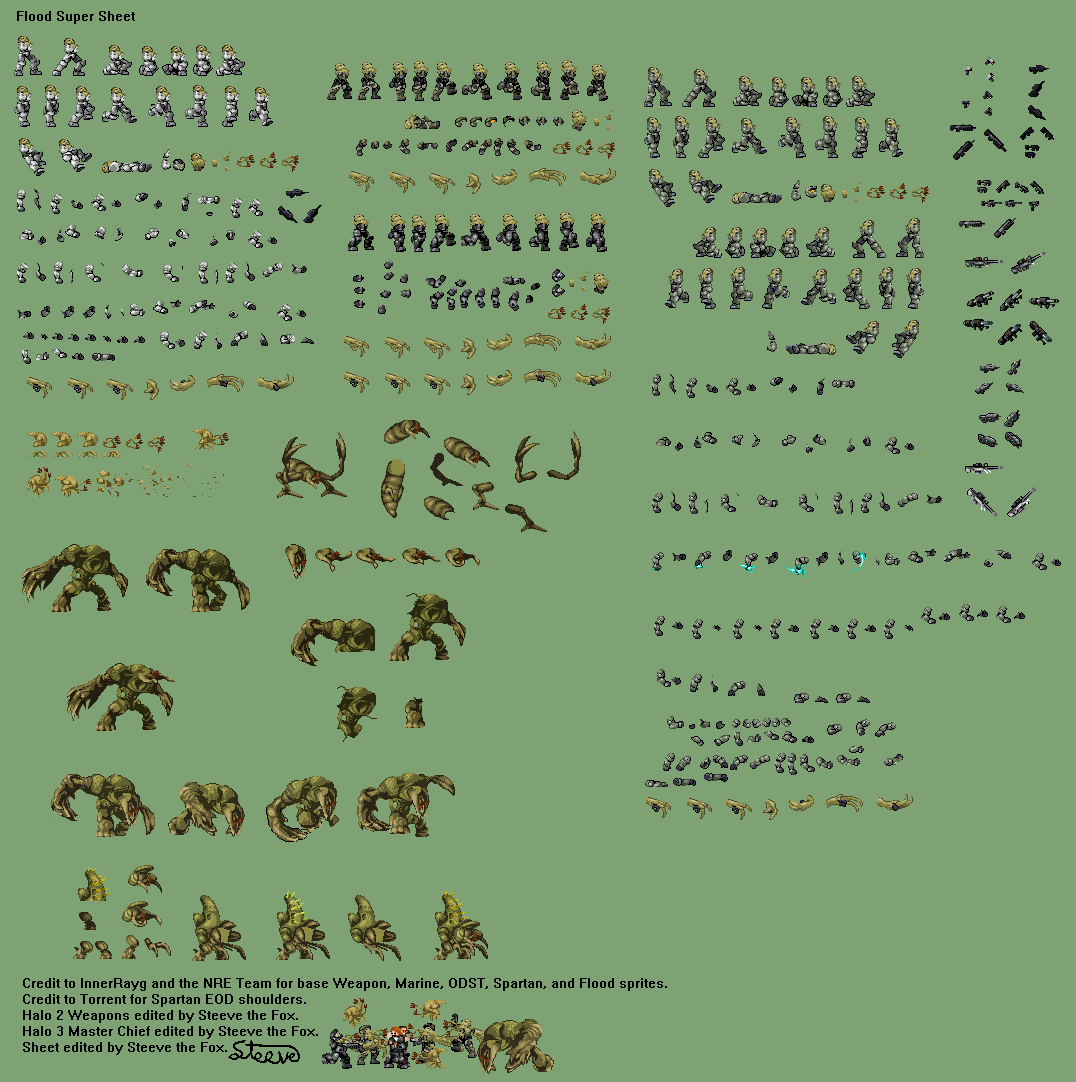 Flood Super Sheet
Credit to InnerRayg and the NRE Team for base Weapon, Marine, ODST, Spartan, and Flood sprites.
Credit to Torrent for Spartan EOD shoulders.
Halo 2 Weapons edited by Steeve the Fox.
Halo 3 Master Chief edited by Steeve the Fox.
Sheet edited by Steeve the Fox. Steeve